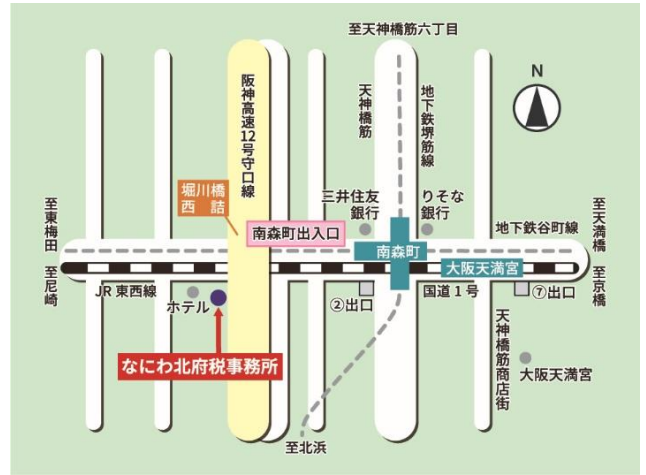 至天神橋筋六丁目
阪神高速12号守口線
天神橋筋
地下鉄堺筋線
N
堀川橋
西 詰
三井住友
銀行
りそな
銀行
南森町出入口
地下鉄谷町線
至東梅田
至天満橋
南森町
大阪天満宮
至尼崎
至京橋
JR東西線
ホテル
②出口
国道1号
⑦出口
なにわ北府税事務所
天神橋筋商店街
大阪天満宮
至北浜